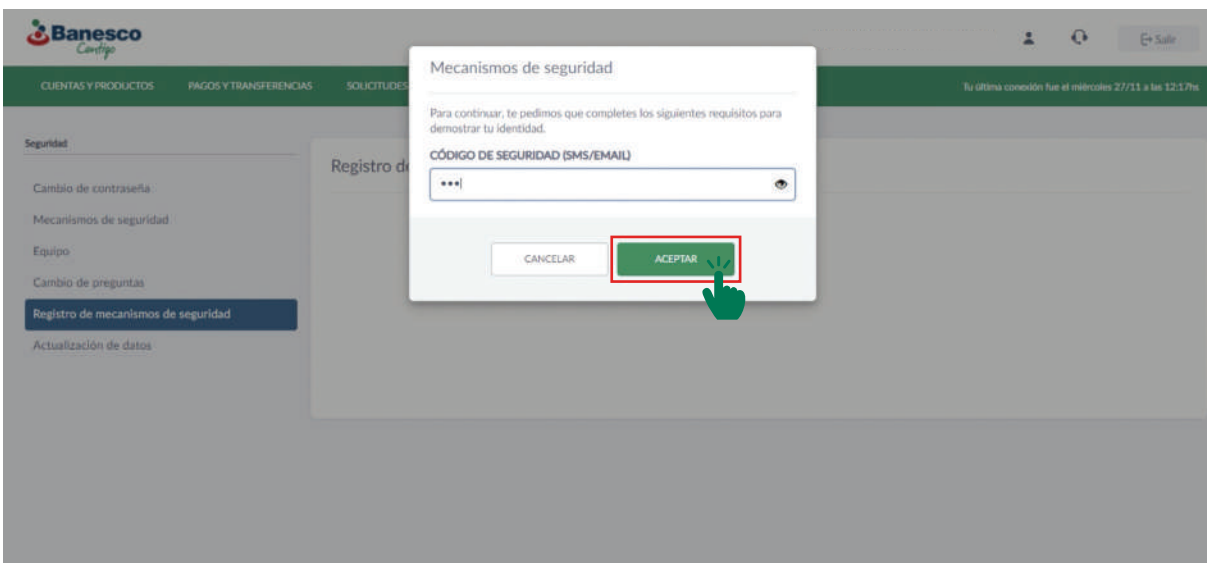 Banesco
Contigo
Salir
CUENTAS Y PRODUCTOS PAGOS Y TRANSFERENCIAS SOLICITUDES
Tu última conexión fue el miércoles 27/11 a las 12:17hs
Mecanismos de seguridad
Para continuar, te pedimos que completes los siguientes requisitos para
demostrar tu identidad.
CÓDIGO DE SEGURIDAD (SMS/EMAIL)
•••
CANCELAR ACEPTAR
Seguridad
Cambio de contraseña
Mecanismos de seguridad
Equipo
Cambio de preguntas
Registro de mecanismos de seguridad
Actualización de datos
Registro de